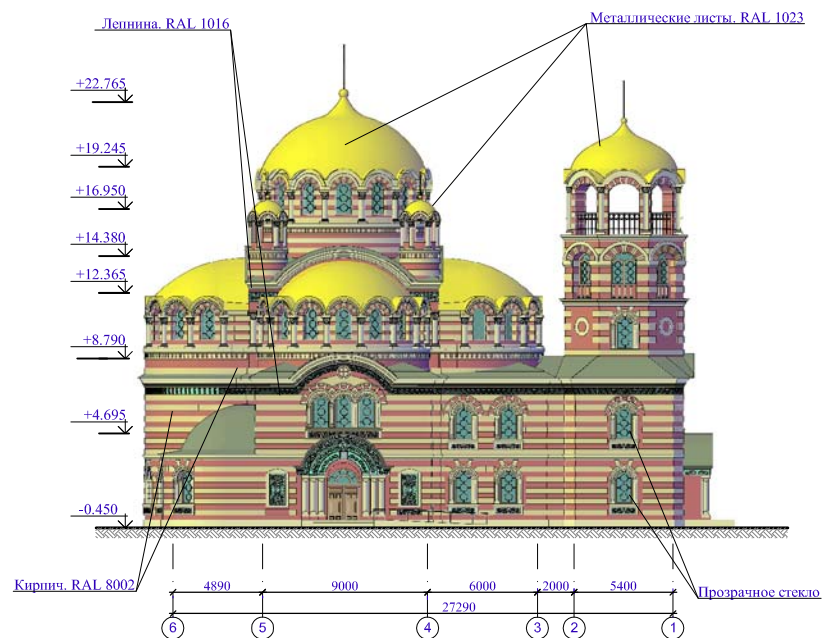 Лепнина. RAL 1016
Металлические листы. RAL 1023
+22.765
+19.245
+16.950
+14.380
+12.365
+8.790
+4.695
-0.450
Кирпич. RAL 8002
Прозрачное стекло
4890 9000 6000 2000 5400
27290
6 5 4 3 2 1